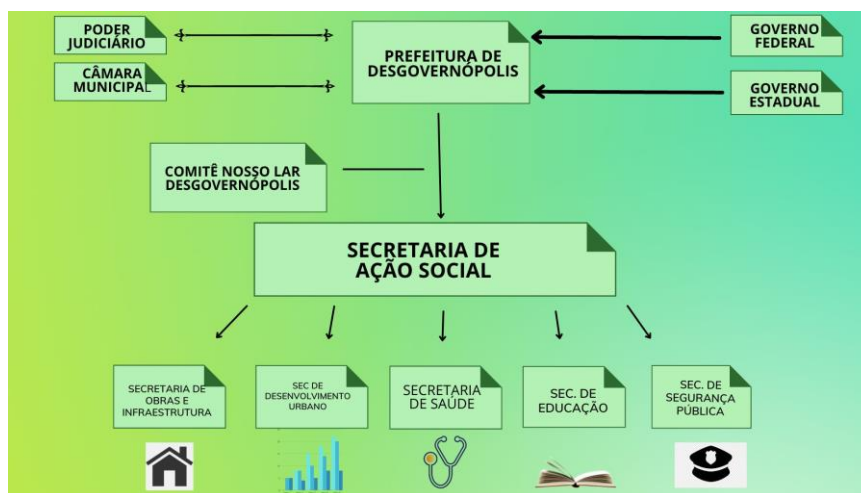 PODER
JUDICIÁRIO
PREFEITURA DE
DESGOVERNÓPOLIS
GOVERNO
FEDERAL
CÂMARA
MUNICIPAL
GOVERNO
ESTADUAL
COMITÊ NOSSO LAR
DESGOVERNÓPOLIS
SECRETARIA DE
AÇÃO SOCIAL
SECRETARIA DE
OBRAS E
INFRAESTRUTURA
SEC DE
DESENVOLVIMENTO
URBANO
SECRETARIA
DE SAÚDE
SEC. DE
EDUCAÇÃO
SEC. DE
SEGURANÇA
PÚBLICA